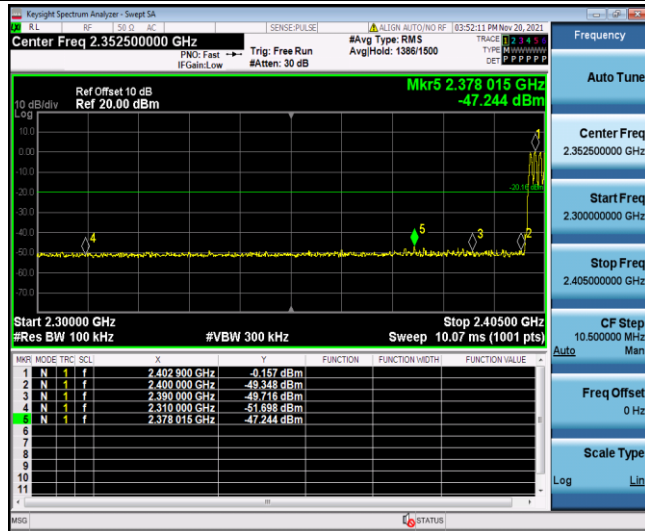 Keysight Spectrum Analyzer - Swept SA
RL RF 50 Ω AC SENSE:PULSE ALIGN AUTO/NO RF 03:52:11 PM Nov 20, 2021
Center Freq 2.352500000 GHz
PNO: Fast
IFGain:Low
Trig: Free Run
#Atten: 30 dB
#Avg Type: RMS
Avg|Hold: 1386/1500
TRACE 1 2 3 4 5 6
TYPE M W W W W W
DET P P P P P P
Ref Offset 10 dB
Ref 20.00 dBm
10 dB/div
Log
Mkr5 2.378 015 GHz
-47.244 dBm
10.0
0.00
-10.0
-20.0
-30.0
-40.0
-50.0
-60.0
-70.0
1
-20.16 dBm
5
4
3
2
Start 2.30000 GHz
Stop 2.40500 GHz
#Res BW 100 kHz
#VBW 300 kHz
Sweep 10.07 ms (1001 pts)
MKR MODE TRC SCL X Y FUNCTION FUNCTION WIDTH FUNCTION VALUE
1 N 1 f 2.402 900 GHz -0.157 dBm
2 N 1 f 2.400 000 GHz -49.348 dBm
3 N 1 f 2.390 000 GHz -49.716 dBm
4 N 1 f 2.310 000 GHz -51.698 dBm
5 N 1 f 2.378 015 GHz -47.244 dBm
6
7
8
9
10
11
MSG
STATUS
Frequency
Auto Tune
Center Freq
2.352500000 GHz
Start Freq
2.300000000 GHz
Stop Freq
2.405000000 GHz
CF Step
10.500000 MHz
Auto Man
Freq Offset
0 Hz
Scale Type
Log Lin